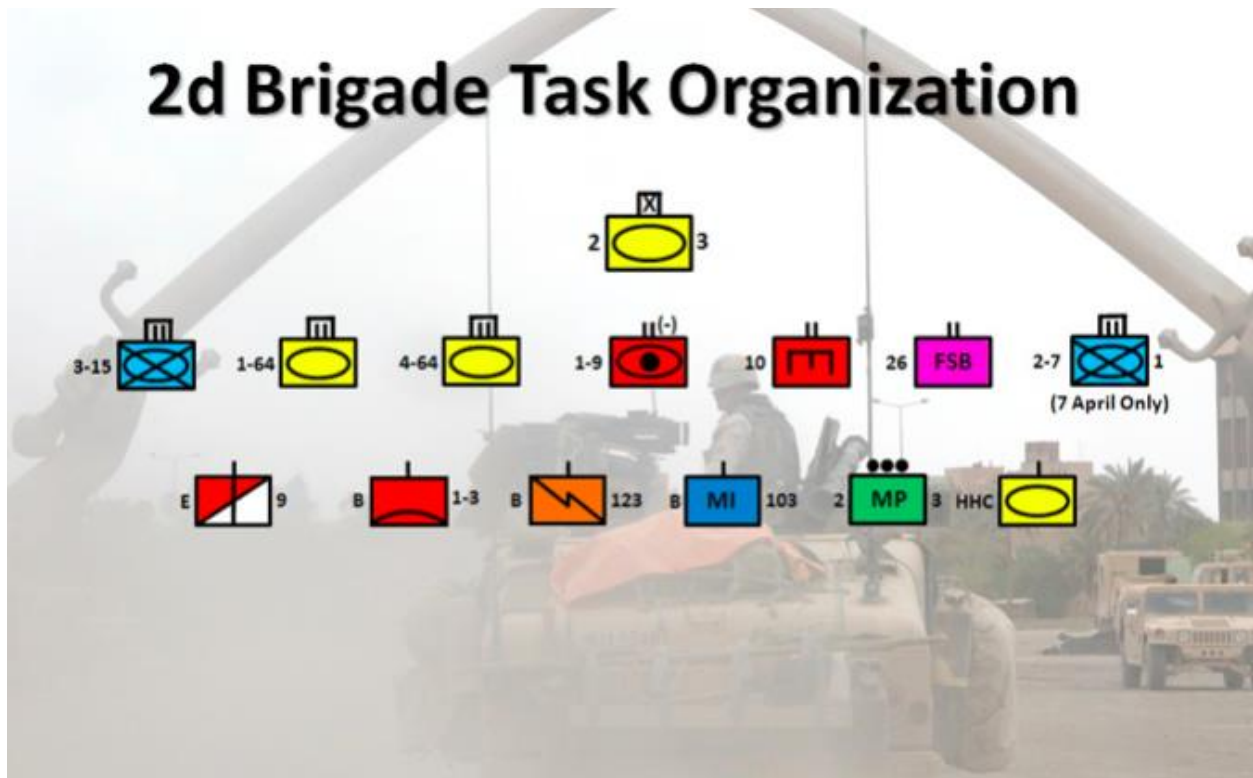 2d Brigade Task Organization
X
2 3
3-15 1-64 4-64 (-) 1-9 10 26 FSB 2-7 1
(7 April Only)
E 9 B 1-3 B 123 B MI 103 2 MP 3 HHC